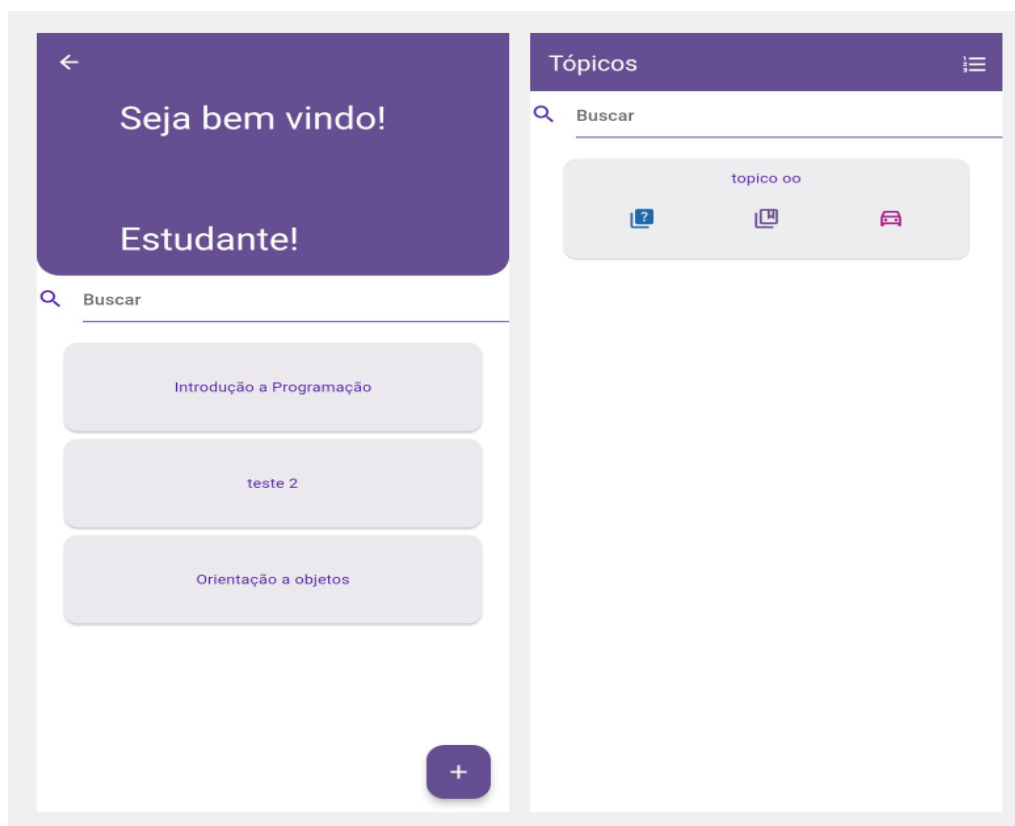 Seja bem vindo!
Estudante!
Buscar
Introdução a Programação
teste 2
Orientação a objetos
Tópicos
Buscar
topico oo